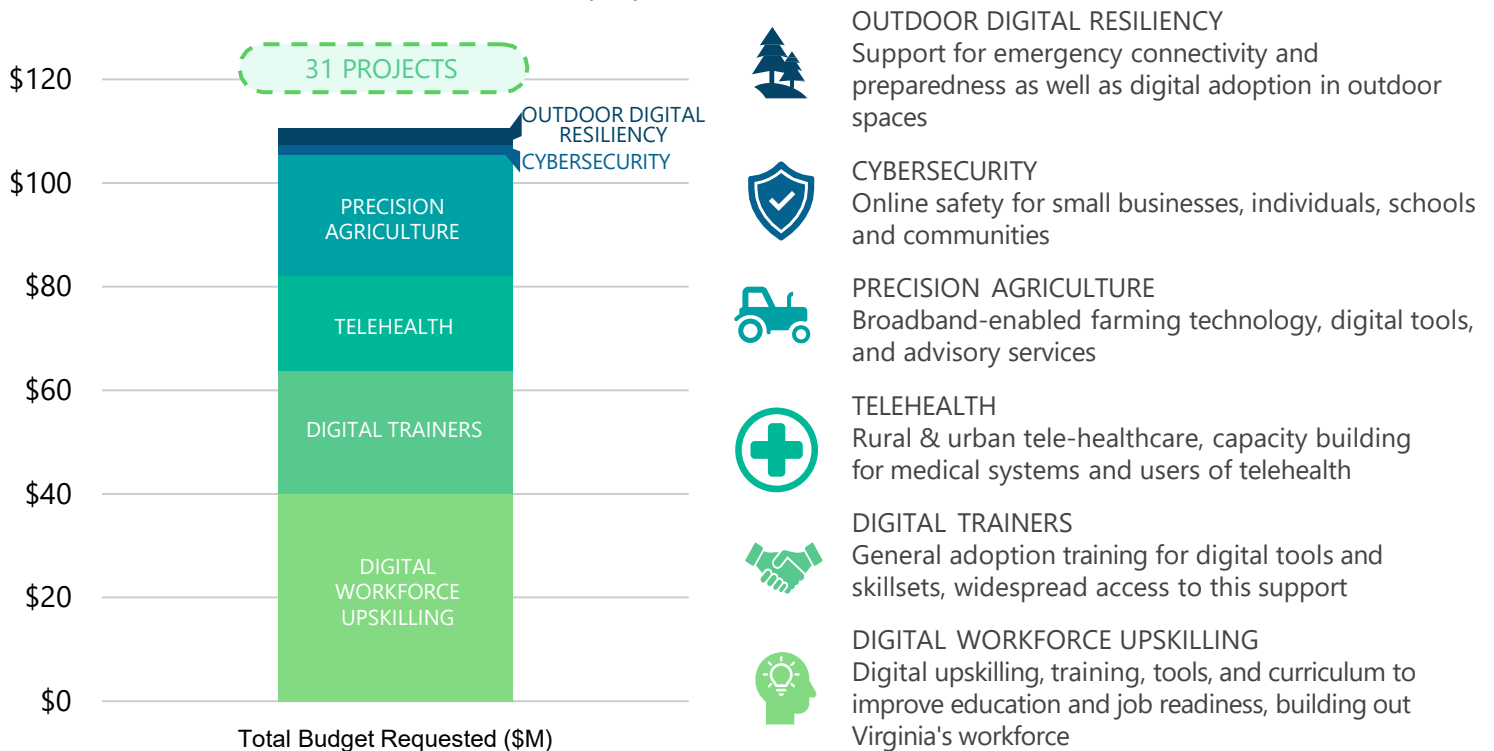 31 PROJECTS
$120
$100
$80
$60
$40
$20
$0
OUTDOOR DIGITAL
RESILIENCY
CYBERSECURITY
PRECISION
AGRICULTURE
TELEHEALTH
DIGITAL TRAINERS
DIGITAL
WORKFORCE
UPSKILLING
Total Budget Requested ($M)
OUTDOOR DIGITAL RESILIENCY
Support for emergency connectivity and
preparedness as well as digital adoption in outdoor
spaces
CYBERSECURITY
Online safety for small businesses, individuals, schools
and communities
PRECISION AGRICULTURE
Broadband-enabled farming technology, digital tools,
and advisory services
TELEHEALTH
Rural & urban tele-healthcare, capacity building
for medical systems and users of telehealth
DIGITAL TRAINERS
General adoption training for digital tools and
skillsets, widespread access to this support
DIGITAL WORKFORCE UPSKILLING
Digital upskilling, training, tools, and curriculum to
improve education and job readiness, building out
Virginia's workforce